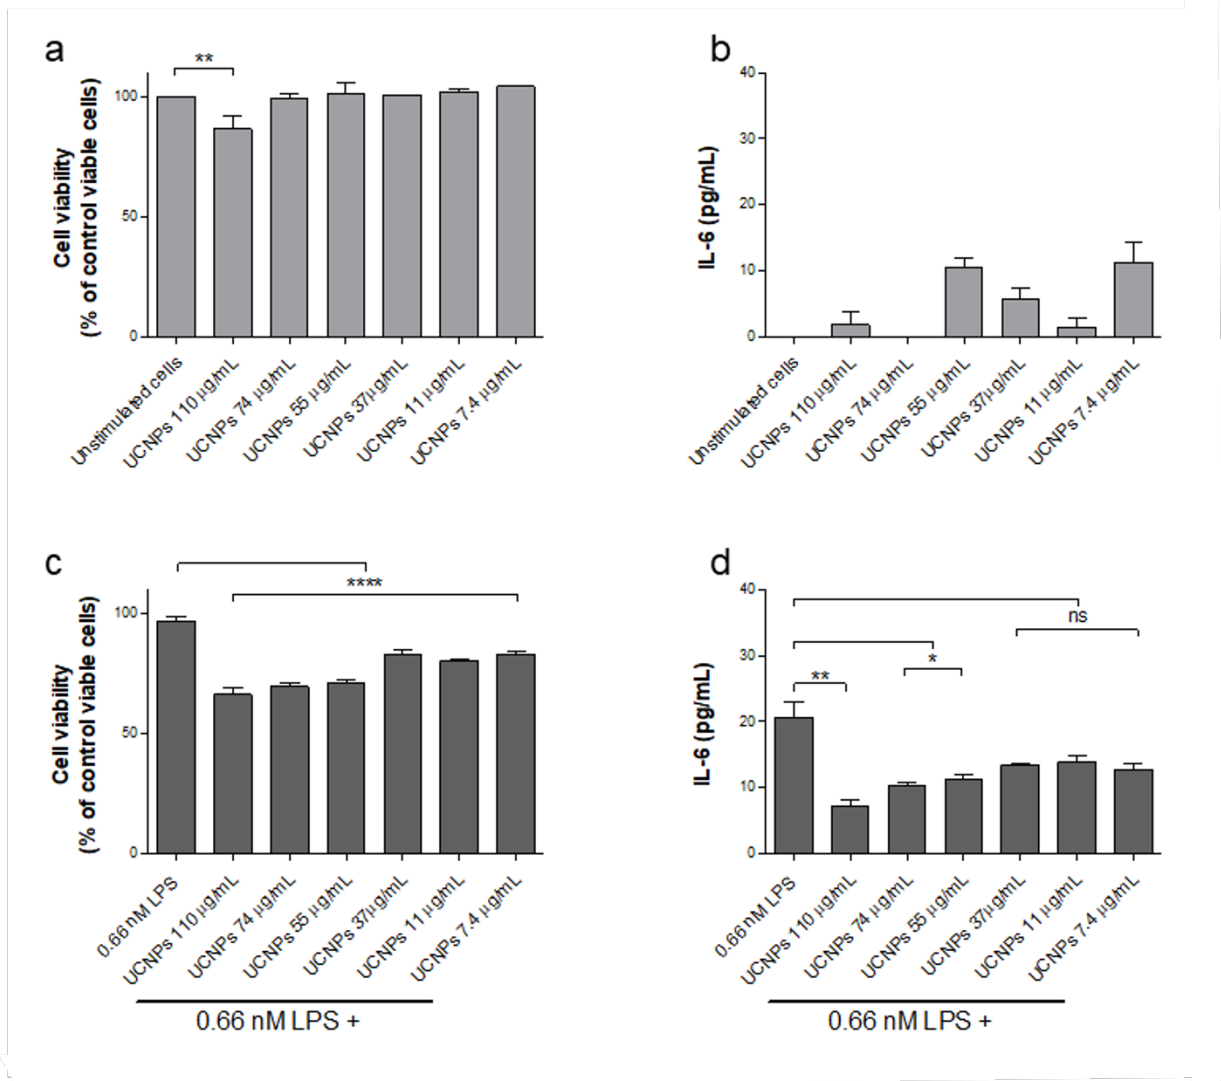 a
**
Cell viability
(% of control viable cells)
100
50
0
Unstimulated cells
UCNPs 110 µg/mL
UCNPs 74 µg/mL
UCNPs 55 µg/mL
UCNPs 37µg/mL
UCNPs 11 µg/mL
UCNPs 7.4 µg/mL
b
IL-6 (pg/mL)
40
30
20
10
0
Unstimulated cells
UCNPs 110 µg/mL
UCNPs 74 µg/mL
UCNPs 55 µg/mL
UCNPs 37µg/mL
UCNPs 11 µg/mL
UCNPs 7.4 µg/mL
c
****
Cell viability
(% of control viable cells)
100
50
0
0.66 nM LPS
UCNPs 110 µg/mL
UCNPs 74 µg/mL
UCNPs 55 µg/mL
UCNPs 37µg/mL
UCNPs 11 µg/mL
UCNPs 7.4 µg/mL
0.66 nM LPS +
d
ns
*
**
IL-6 (pg/mL)
40
30
20
10
0
0.66 nM LPS
UCNPs 110 µg/mL
UCNPs 74 µg/mL
UCNPs 55 µg/mL
UCNPs 37µg/mL
UCNPs 11 µg/mL
UCNPs 7.4 µg/mL
0.66 nM LPS +